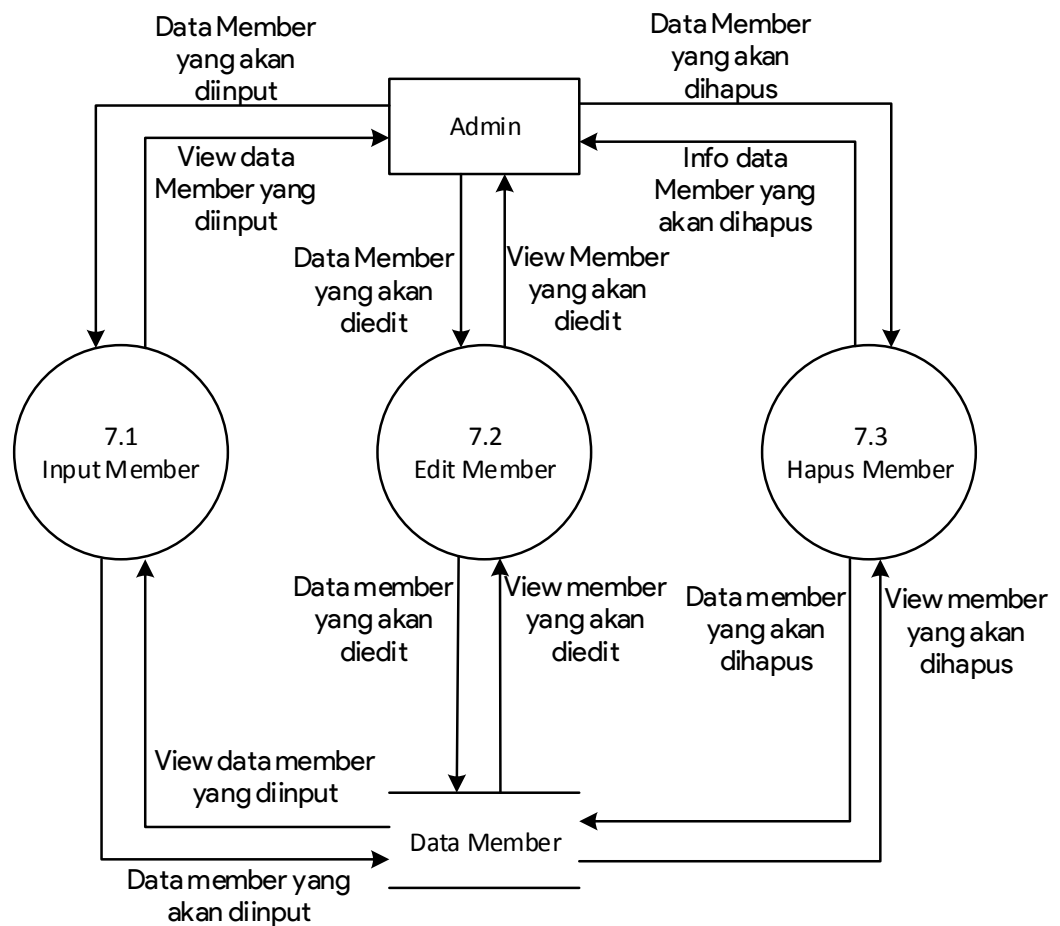 Data Member
yang akan
diinput
Data Member
yang akan
dihapus
Admin
View data
Member yang
diinput
Info data
Member yang
akan dihapus
Data Member
yang akan
diedit
View Member
yang akan
diedit
7.1
Input Member
7.2
Edit Member
7.3
Hapus Member
Data member
yang akan
diedit
View member
yang akan
diedit
Data member
yang akan
dihapus
View member
yang akan
dihapus
View data member
yang diinput
Data Member
Data member yang
akan diinput